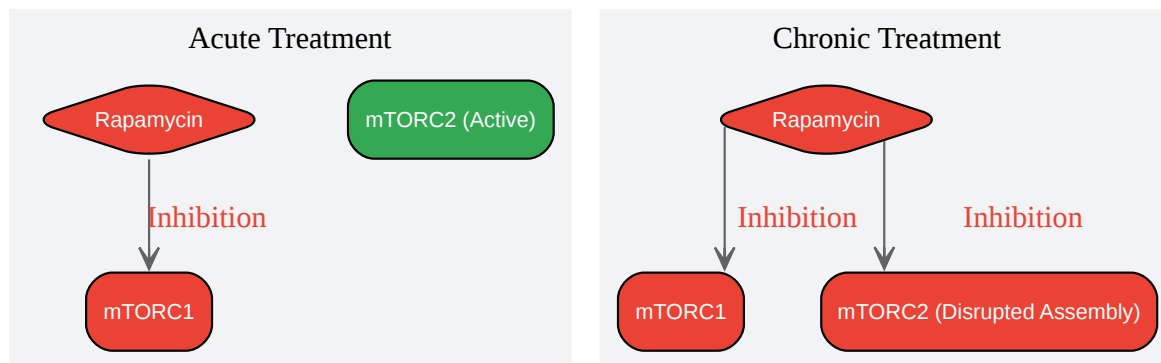 Acute Treatment
Rapamycin
mTORC2 (Active)
Inhibition
mTORC1
Chronic Treatment
Rapamycin
Inhibition
Inhibition
mTORC1
mTORC2 (Disrupted Assembly)